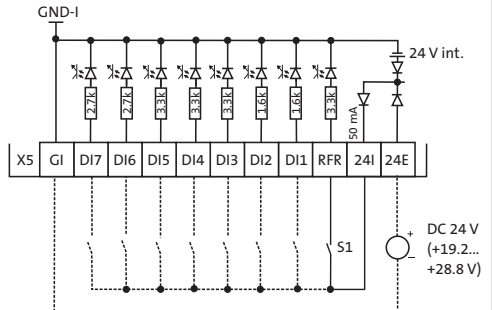 GND-I
24 V int.
2.7k 2.7k 3.3k 3.3k 3.3k 1.6k 1.6k 3.3k 50 mA
X5 GI DI7 DI6 DI5 DI4 DI3 DI2 DI1 RFR 24I 24E
S1
+
–
DC 24 V
(+19.2...
+28.8 V)